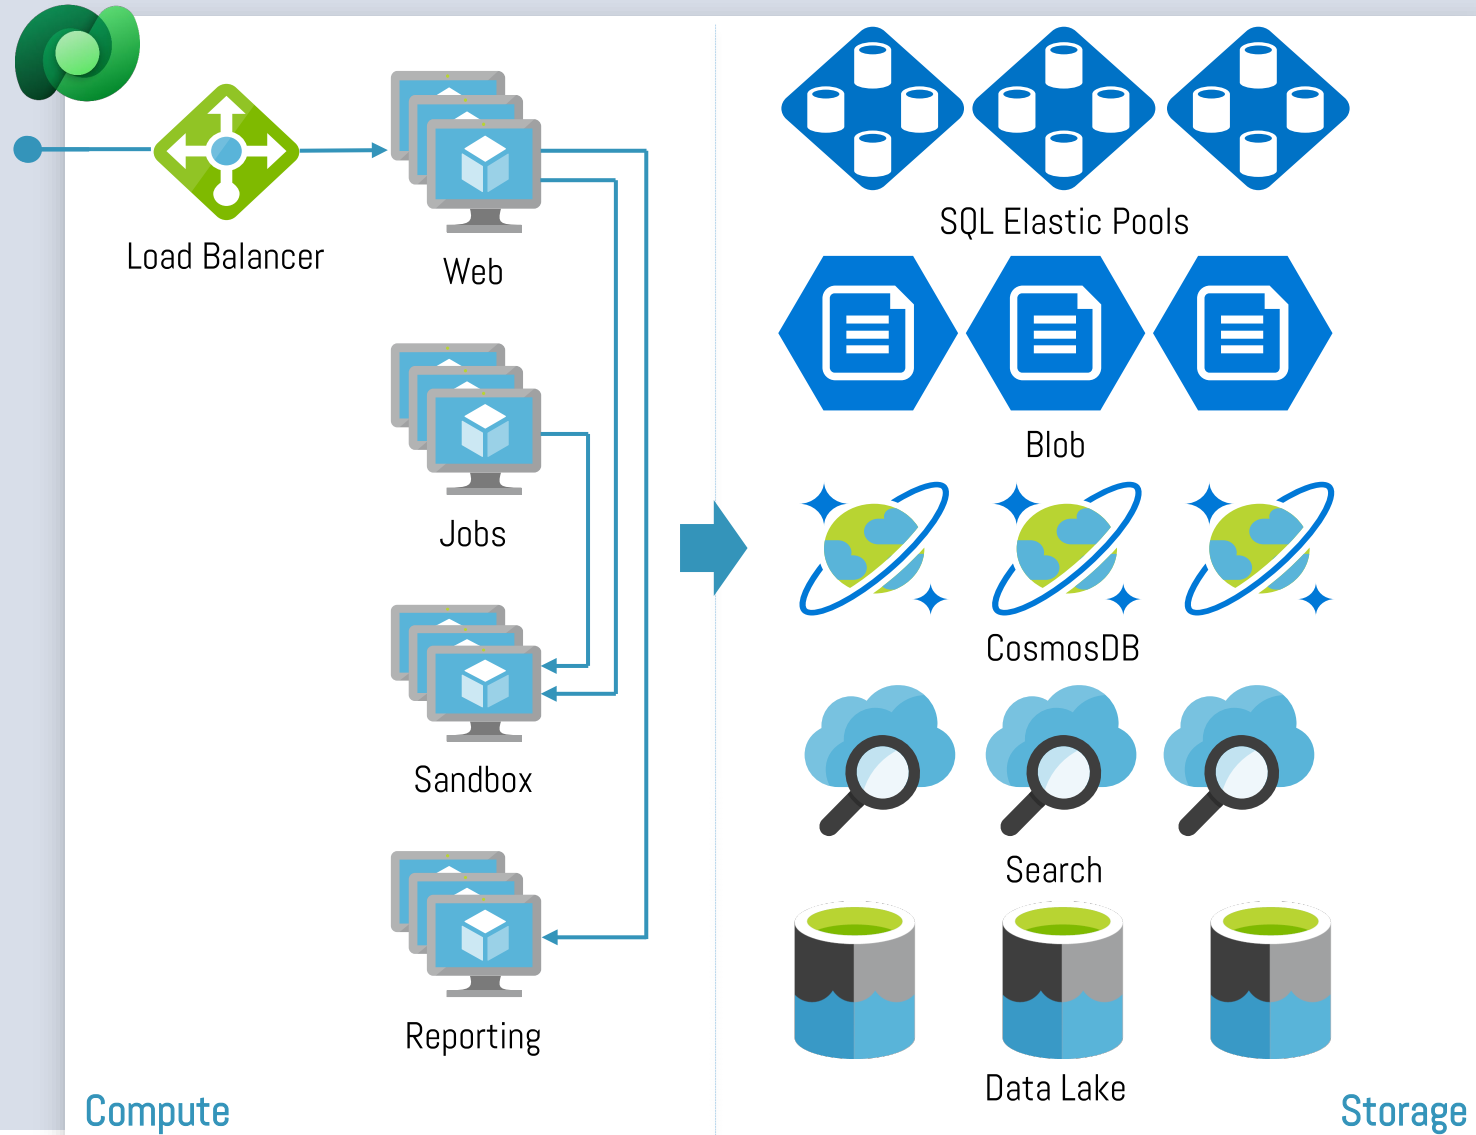 Load Balancer
Web
Jobs
Sandbox
Reporting
Compute
SQL Elastic Pools
Blob
CosmosDB
Search
Data Lake
Storage